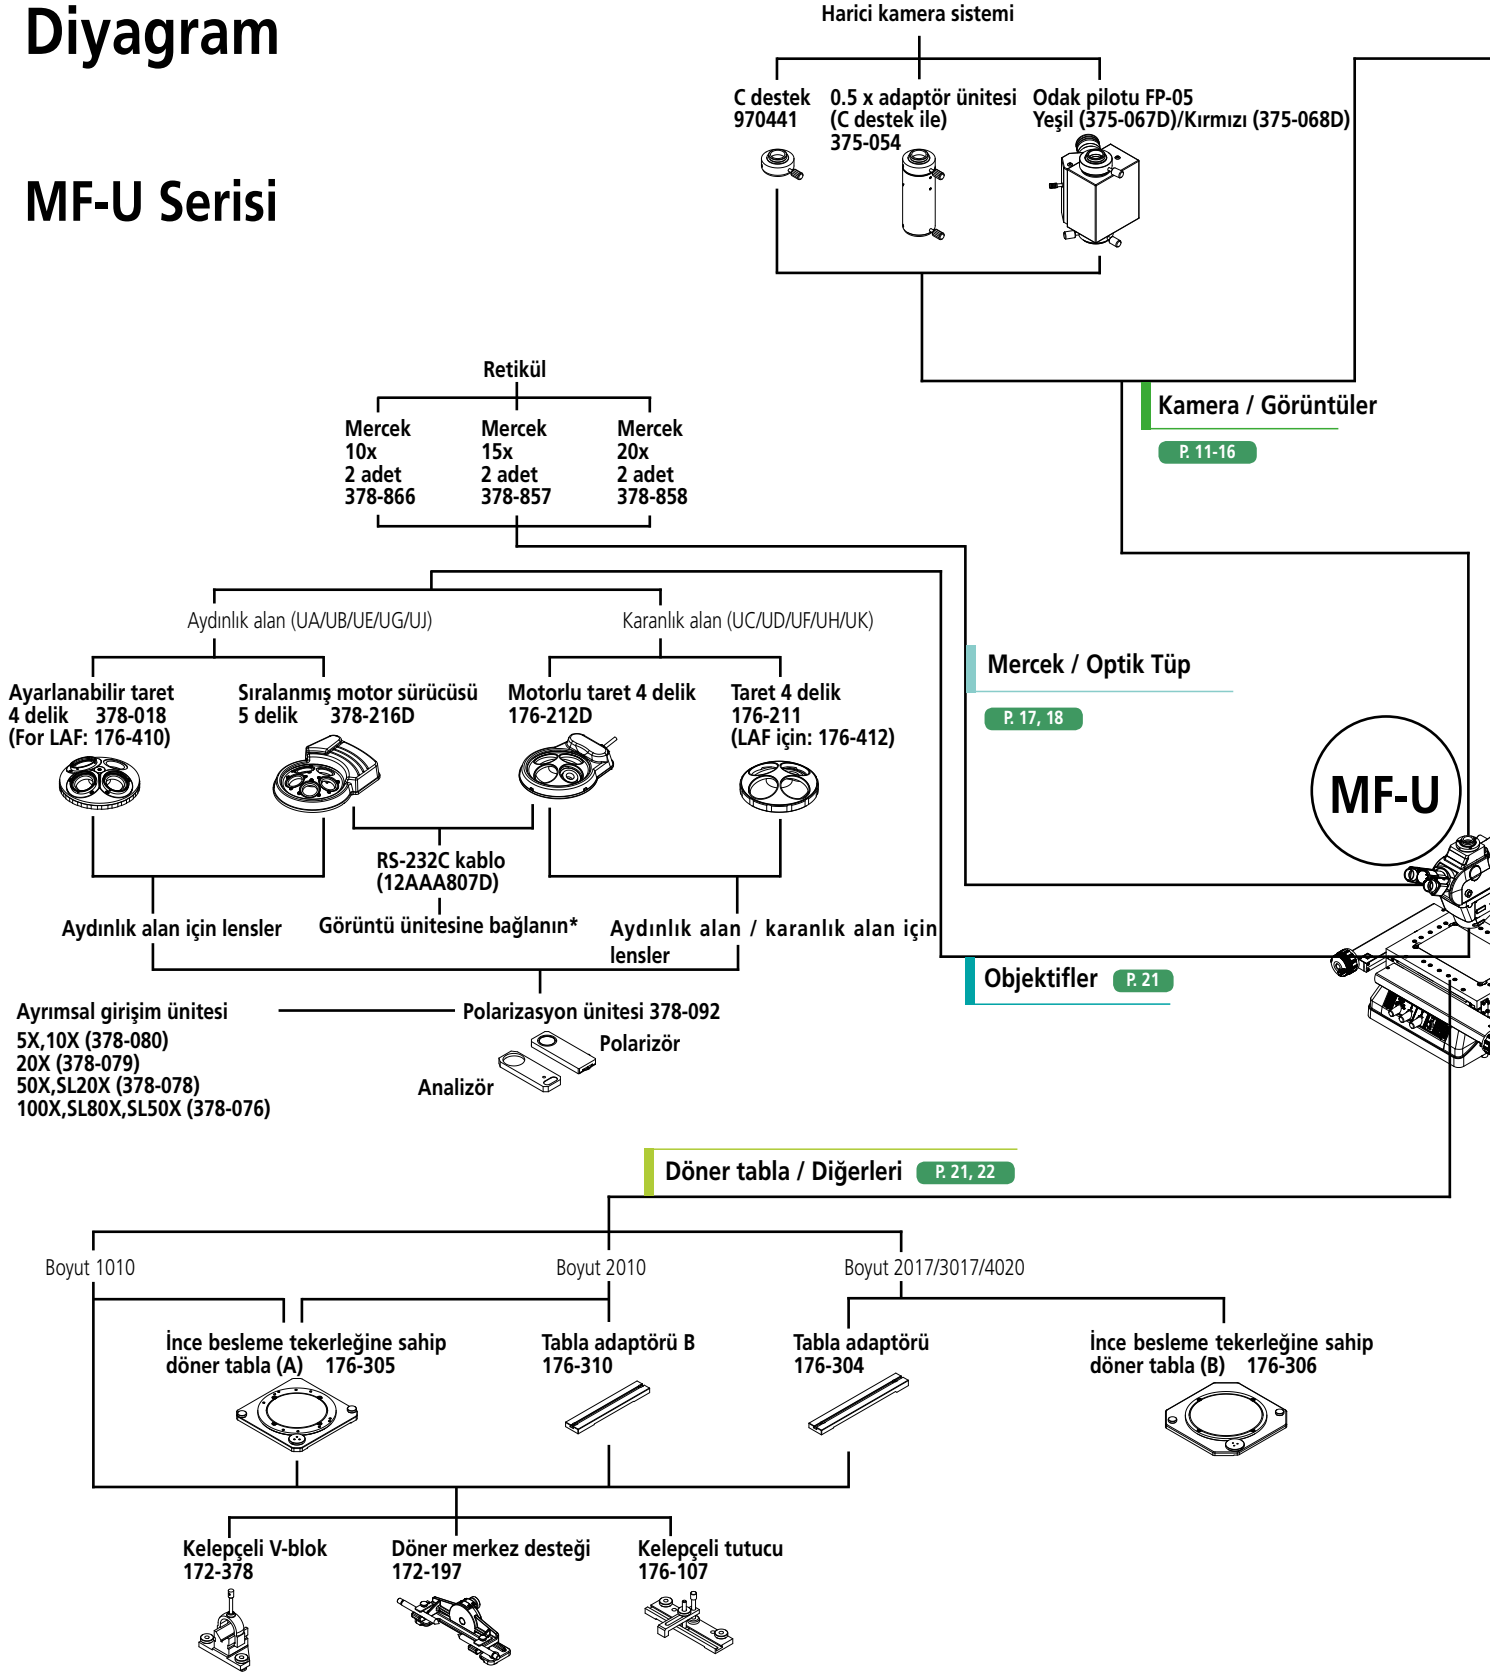 Diyagram
MF-U Serisi
Harici kamera sistemi
C destek
970441
0.5 x adaptör ünitesi
(C destek ile)
375-054
Odak pilotu FP-05
Yeşil (375-067D)/Kırmızı (375-068D)
Kamera / Görüntüler
P. 11-16
Retikül
Mercek
10x
2 adet
378-866
Mercek
15x
2 adet
378-857
Mercek
20x
2 adet
378-858
Aydınlık alan (UA/UB/UE/UG/UJ)
Karanlık alan (UC/UD/UF/UH/UK)
Mercek / Optik Tüp
P. 17, 18
Ayarlanabilir taret
4 delik 378-018
(For LAF: 176-410)
Sıralanmış motor sürücüsü
5 delik 378-216D
Motorlu taret 4 delik
176-212D
Taret 4 delik
176-211
(LAF için: 176-412)
MF-U
RS-232C kablo
(12AAA807D)
Görüntü ünitesine bağlanın*
Aydınlık alan için lensler
Aydınlık alan / karanlık alan için
lensler
Objektifler P. 21
Ayrımsal girişim ünitesi
5X,10X (378-080)
20X (378-079)
50X,SL20X (378-078)
100X,SL80X,SL50X (378-076)
Polarizasyon ünitesi 378-092
Polarizör
Analizör
Döner tabla / Diğerleri P. 21, 22
Boyut 1010
Boyut 2010
Boyut 2017/3017/4020
İnce besleme tekerleğine sahip
döner tabla (A) 176-305
Tabla adaptörü B
176-310
Tabla adaptörü
176-304
İnce besleme tekerleğine sahip
döner tabla (B) 176-306
Kelepçeli V-blok
172-378
Döner merkez desteği
172-197
Kelepçeli tutucu
176-107